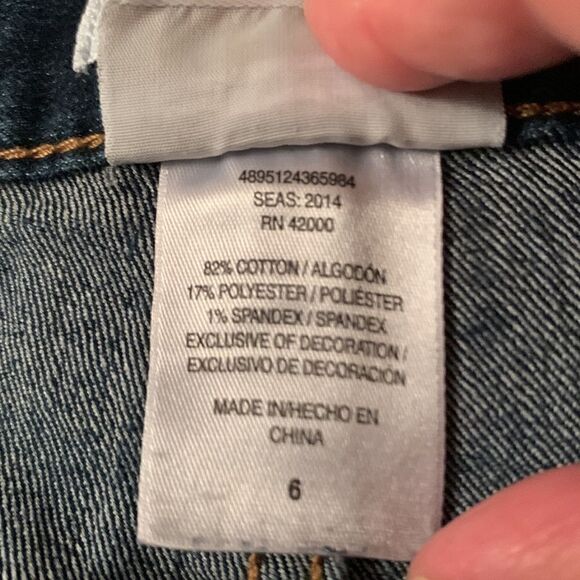 4895124365984
SEAS: 2014
RN 42000
82% COTTON / ALGODÓN
17% POLYESTER / POLIÉSTER
1% SPANDEX / SPANDEX
EXCLUSIVE OF DECORATION /
EXCLUSIVO DE DECORACIÓN
MADE IN/HECHO EN
CHINA
6